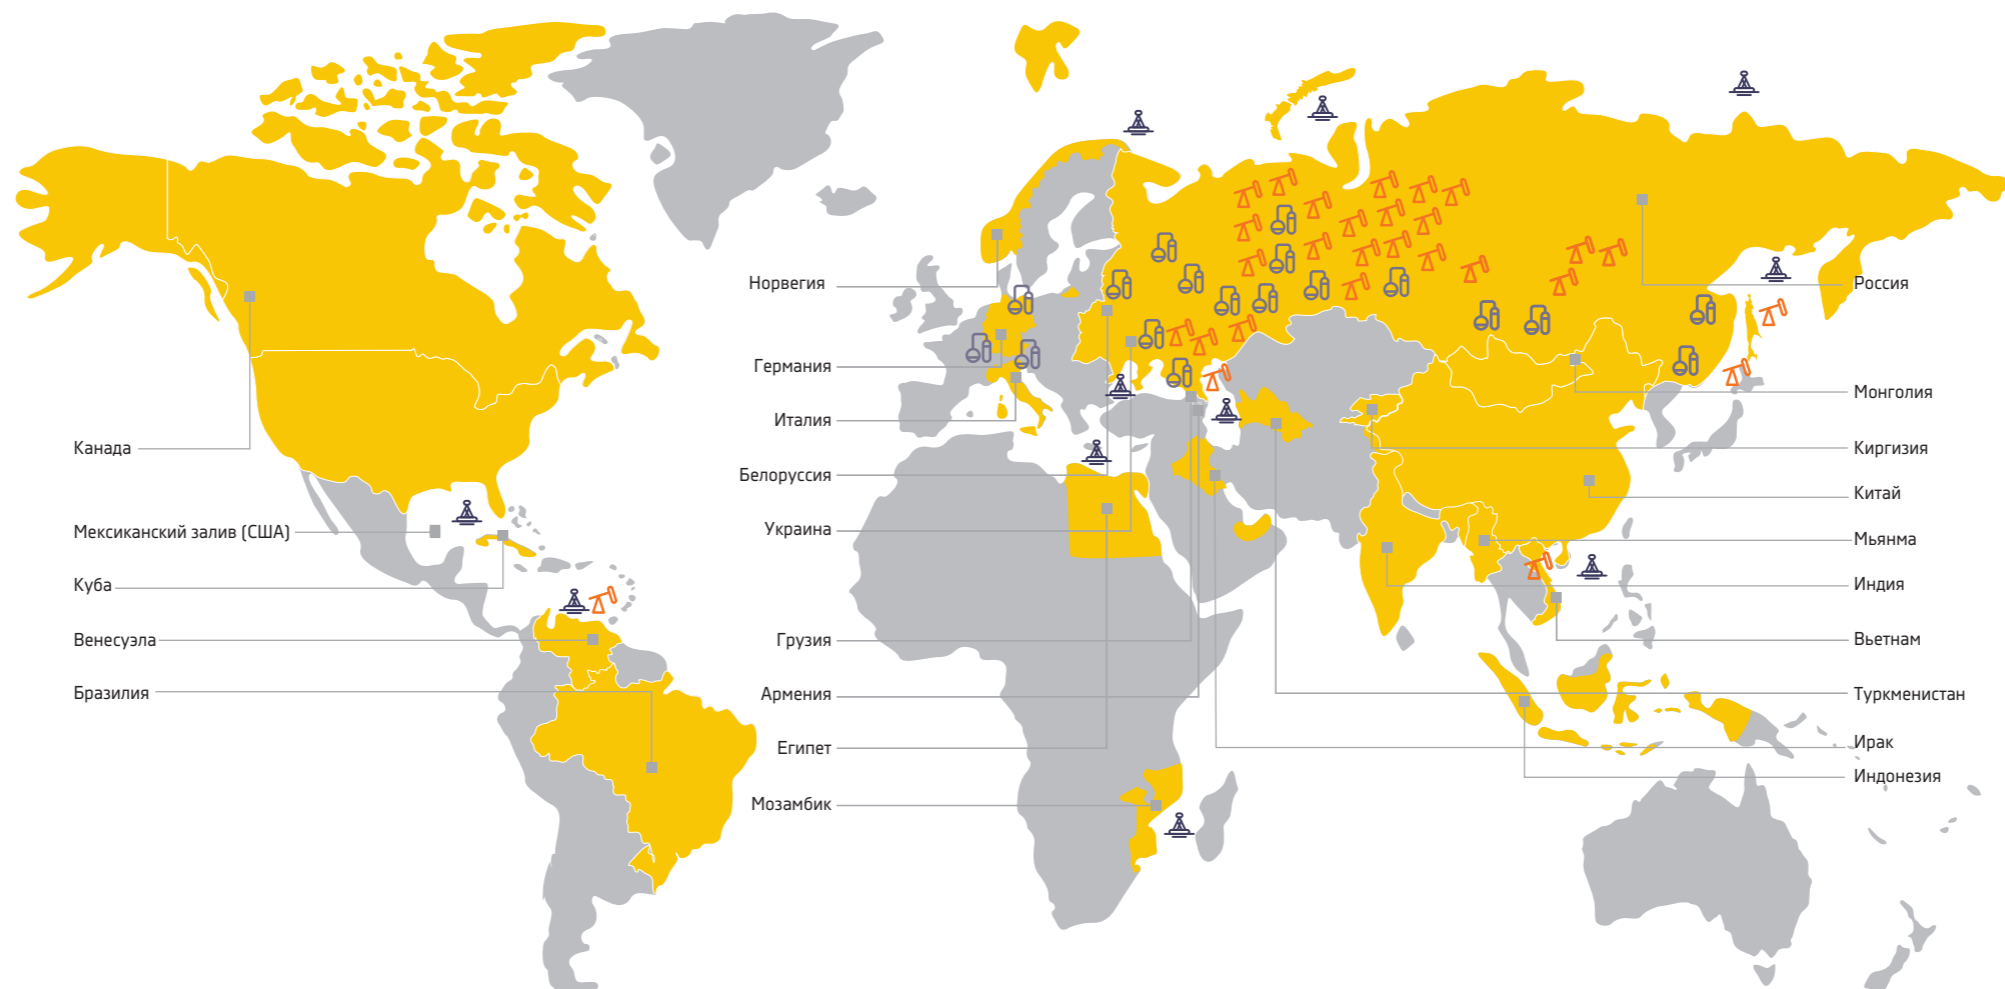 Канада
Мексиканский залив (США)
Куба
Венесуэла
Бразилия
Норвегия
Германия
Италия
Белоруссия
Украина
Грузия
Армения
Египет
Мозамбик
Россия
Монголия
Киргизия
Китай
Мьянма
Индия
Вьетнам
Туркменистан
Ирак
Индонезия